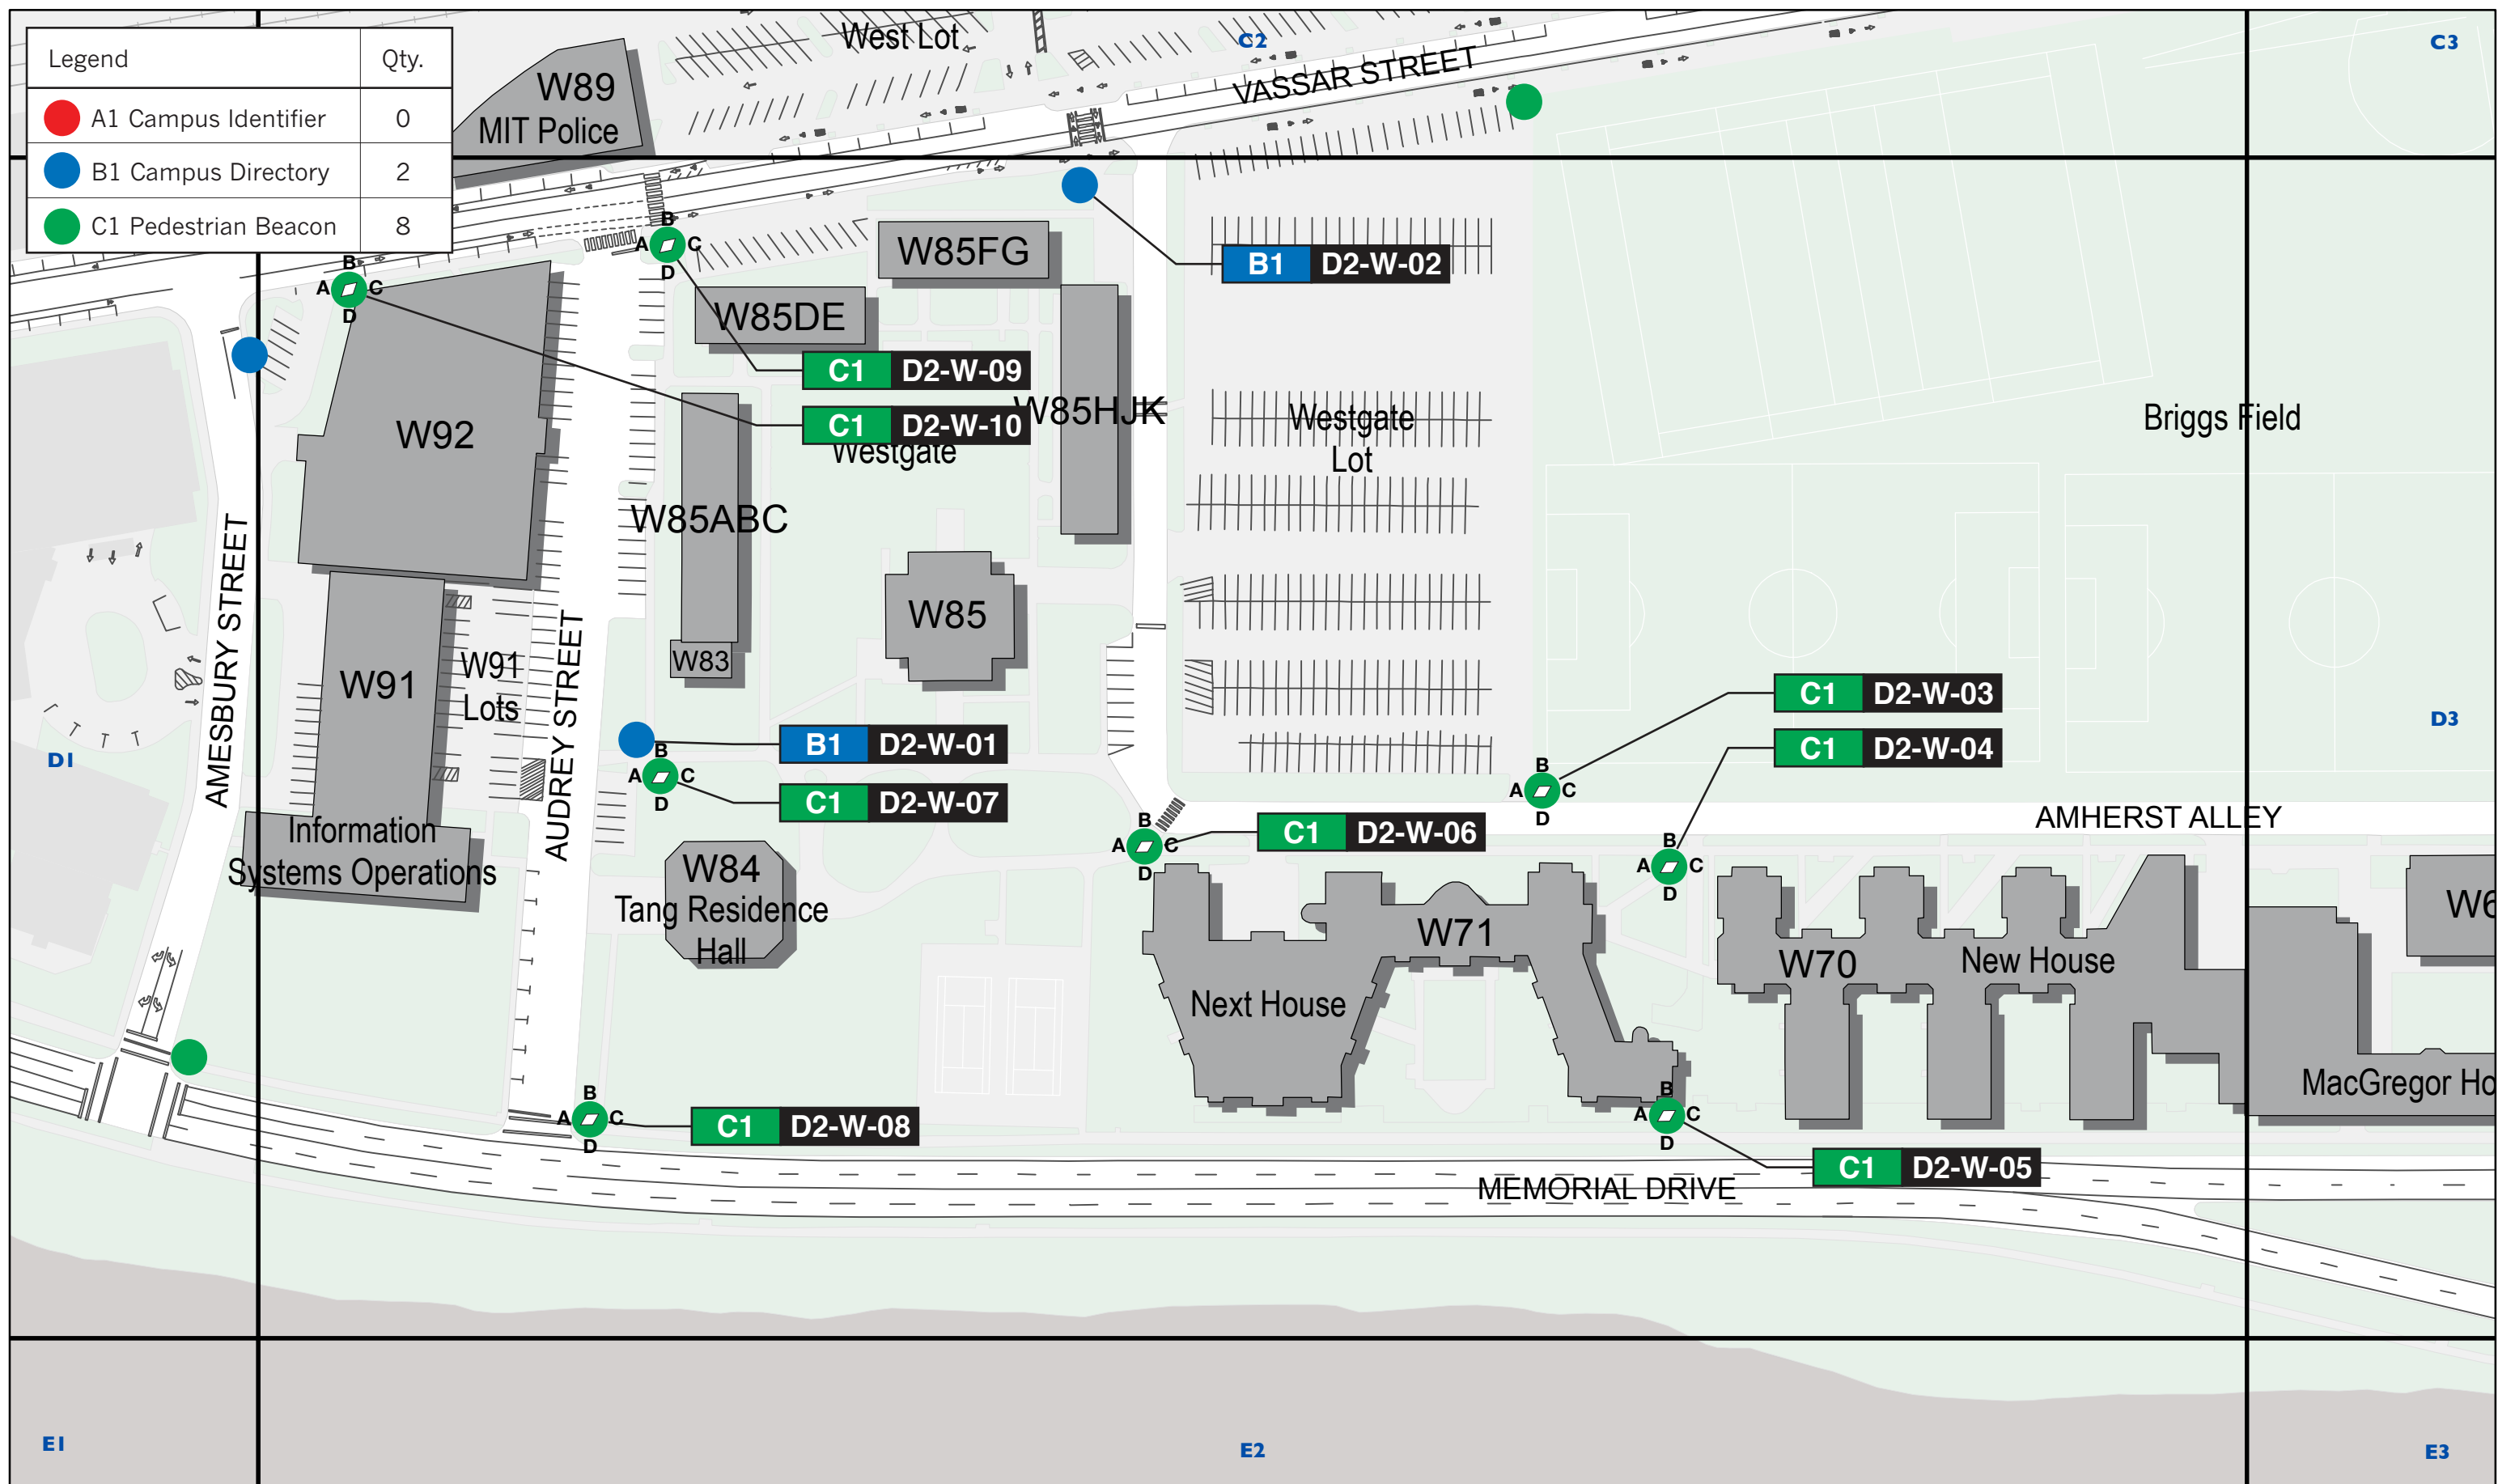 Legend Qty.
A1 Campus Identifier 0
B1 Campus Directory 2
C1 Pedestrian Beacon 8
West Lot
C2
C3
VASSAR STREET
W89
MIT Police
B
A C
D
B
A C
D
W85FG
B1 D2-W-02
W85DE
C1 D2-W-09
C1 D2-W-10
W85HJK
Westgate
Westgate
Lot
Briggs Field
W92
W85ABC
AMESBURY STREET
W85
W83
W91
W91
Lots
AUDREY STREET
C1 D2-W-03
D3
D1
B1 D2-W-01
C1 D2-W-04
B
A C
D
C1 D2-W-07
B
A C
D
AMHERST ALLEY
Information
Systems Operations
B
A C
D
C1 D2-W-06
B
A C
D
W84
Tang Residence
Hall
W71
Next House
W70
New House
W6
MacGregor Ho
B
A C
D
C1 D2-W-08
B
A C
D
C1 D2-W-05
MEMORIAL DRIVE
E1
E2
E3